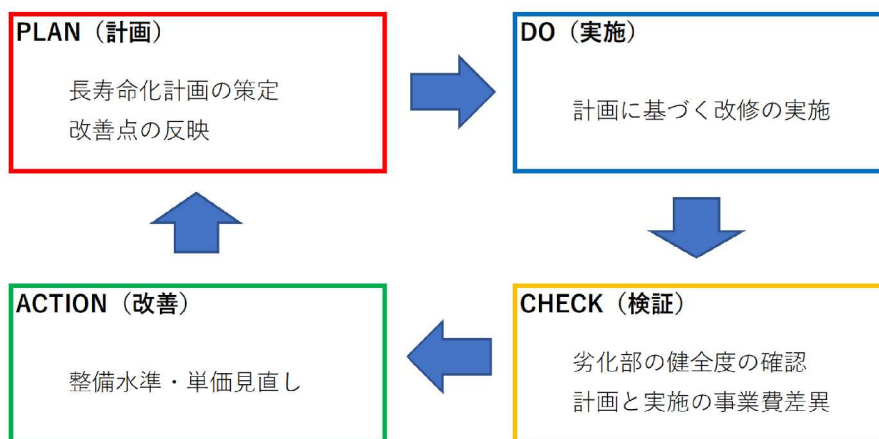 PLAN（計画）
長寿命化計画の策定
改善点の反映
DO（実施）
計画に基づく改修の実施
ACTION（改善）
整備水準・単価見直し
CHECK（検証）
劣化部の健全度の確認
計画と実施の事業費差異